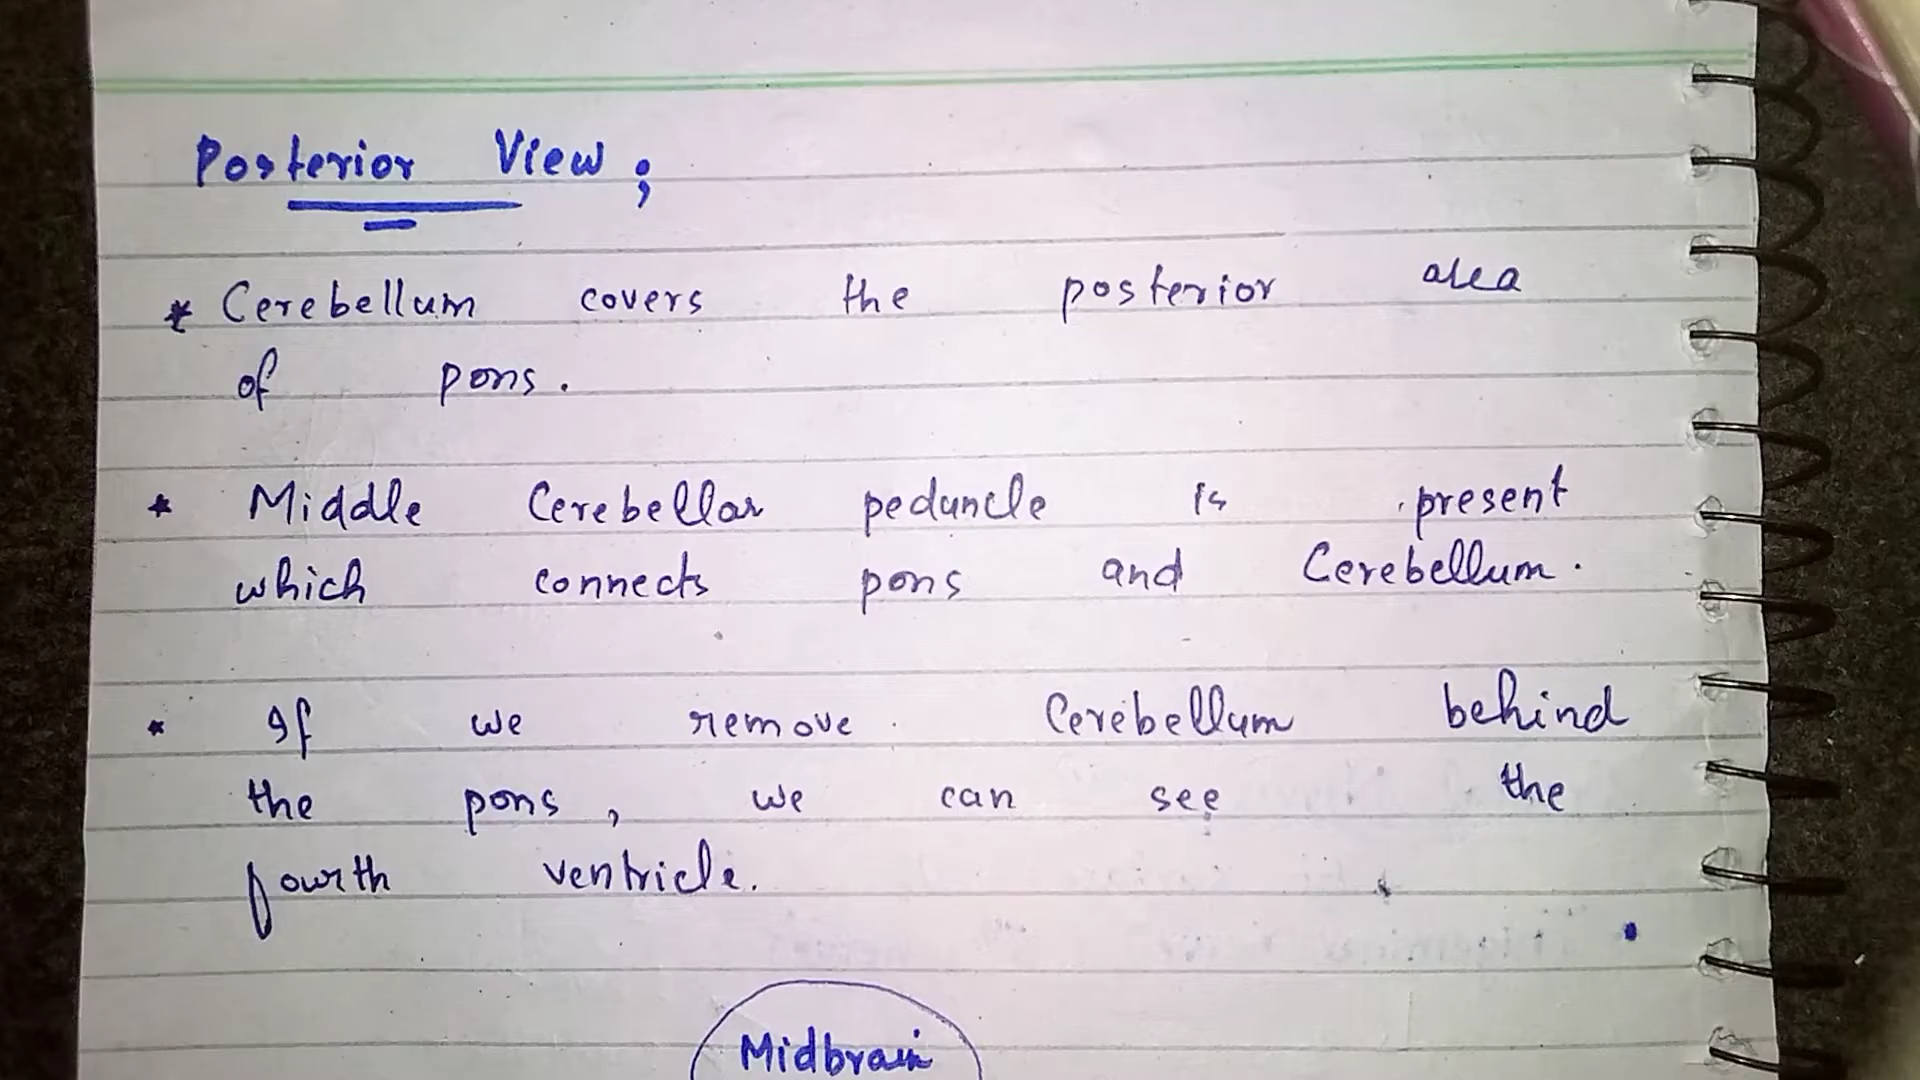 Posterior View;
* Cerebellum covers the posterior area
of pons.
* Middle Cerebellar peduncle is present
which connects pons and Cerebellum.
* If we remove Cerebellum behind
the pons, we can see the
fourth ventricle.
Midbrain